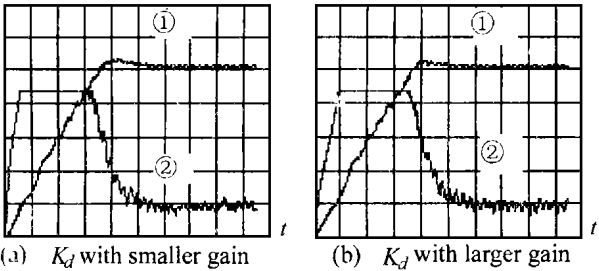 ①
②
t
(a) Kd with smaller gain
①
②
t
(b) Kd with larger gain